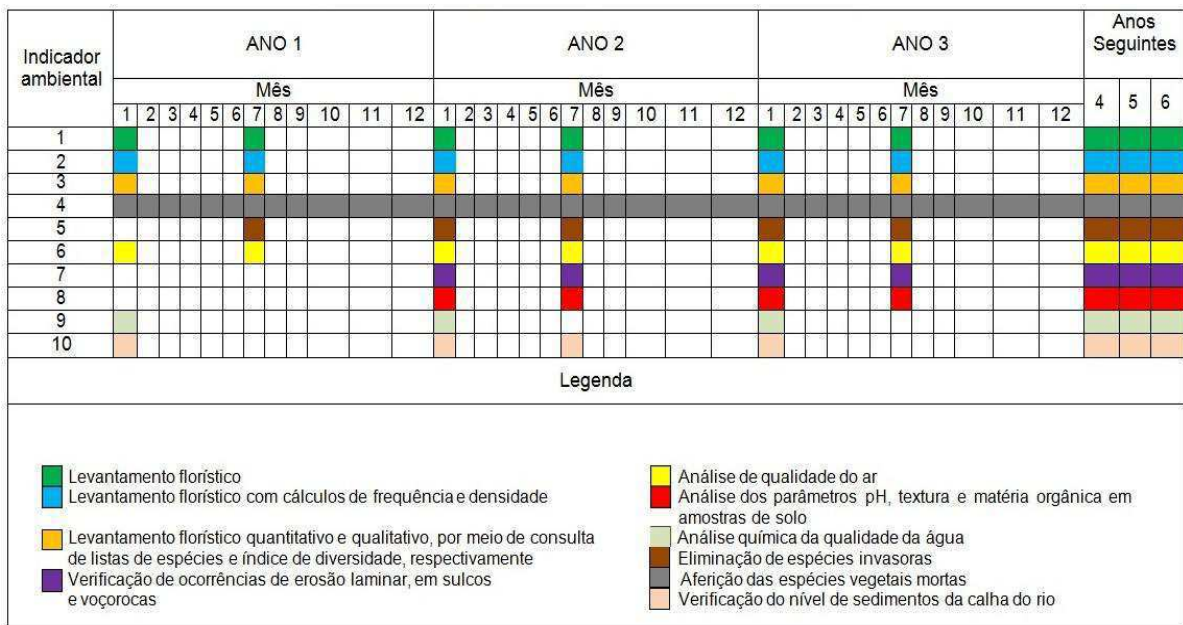 Indicador ambiental
ANO 1
ANO 2
ANO 3
Anos Seguintes
Mês
Mês
Mês
4 5 6
1 2 3 4 5 6 7 8 9 10 11 12
1 2 3 4 5 6 7 8 9 10 11 12
1 2 3 4 5 6 7 8 9 10 11 12
1
2
3
4
5
6
7
8
9
10
Legenda
Levantamento florístico
Levantamento florístico com cálculos de frequência e densidade
Levantamento florístico quantitativo e qualitativo, por meio de consulta
de listas de espécies e índice de diversidade, respectivamente
Verificação de ocorrências de erosão laminar, em sulcos
e voçorocas
Análise de qualidade do ar
Análise dos parâmetros pH, textura e matéria orgânica em
amostras de solo
Análise química da qualidade da água
Eliminação de espécies invasoras
Aferição das espécies vegetais mortas
Verificação do nível de sedimentos da calha do rio